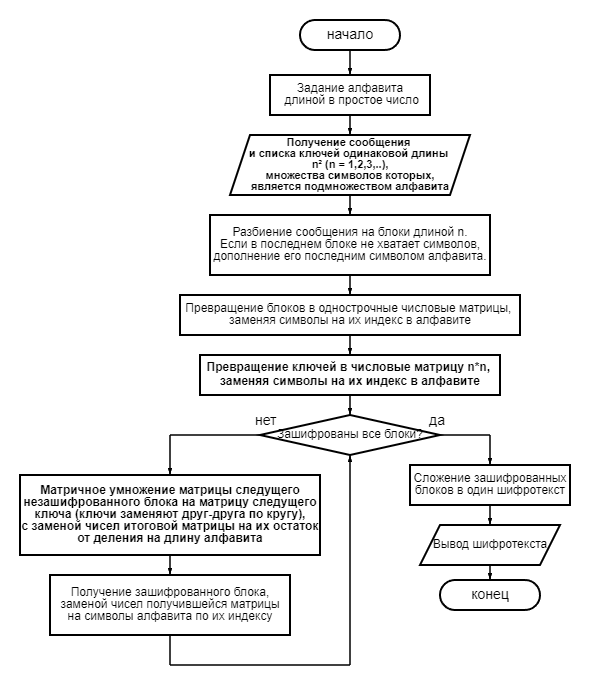 начало
Задание алфавита
длиной в простое число
Получение сообщения
и списка ключей одинаковой длины
n² (n = 1,2,3,..),
множества символов которых,
является подмножеством алфавита
Разбиение сообщения на блоки длиной n.
Если в последнем блоке не хватает символов,
дополнение его последним символом алфавита.
Превращение блоков в однострочные числовые матрицы,
заменяя символы на их индекс в алфавите
Превращение ключей в числовые матрицу n*n,
заменяя символы на их индекс в алфавите
нет
да
Зашифрованы все блоки?
Матричное умножение матрицы следущего
незашифрованного блока на матрицу следущего
ключа (ключи заменяют друг-друга по кругу),
с заменой чисел итоговой матрицы на их остаток
от деления на длину алфавита
Получение зашифрованного блока,
заменой чисел получившейся матрицы
на символы алфавита по их индексу
Сложение зашифрованных
блоков в один шифротекст
Вывод шифротекста
конец